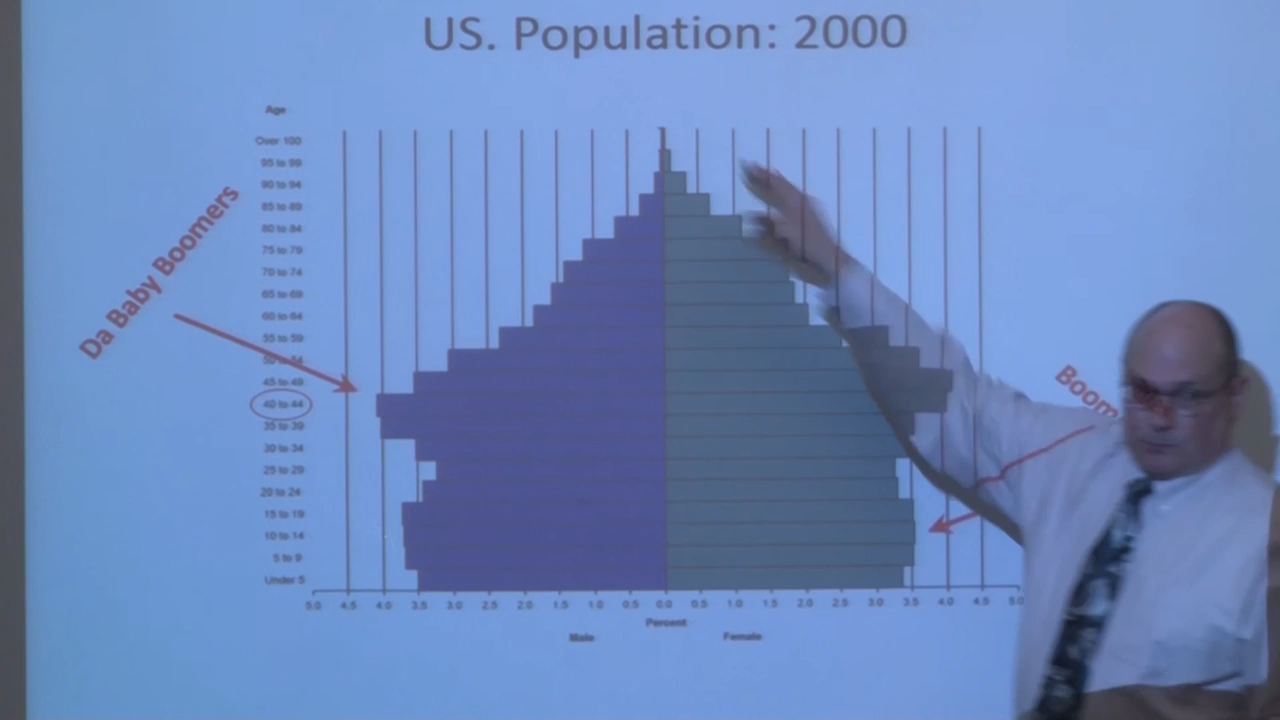 US. Population: 2000
Age
Over 100
95 to 99
90 to 94
85 to 89
80 to 84
75 to 79
70 to 74
65 to 69
60 to 64
55 to 59
50 to 54
45 to 49
40 to 44
35 to 39
30 to 34
25 to 29
20 to 24
15 to 19
10 to 14
5 to 9
Under 5
Da Baby Boomers
Boom
5.0 4.5 4.0 3.5 3.0 2.5 2.0 1.5 1.0 0.5 0.0 0.5 1.0 1.5 2.0 2.5 3.0 3.5 4.0 4.5 5.0
Percent
Male Female